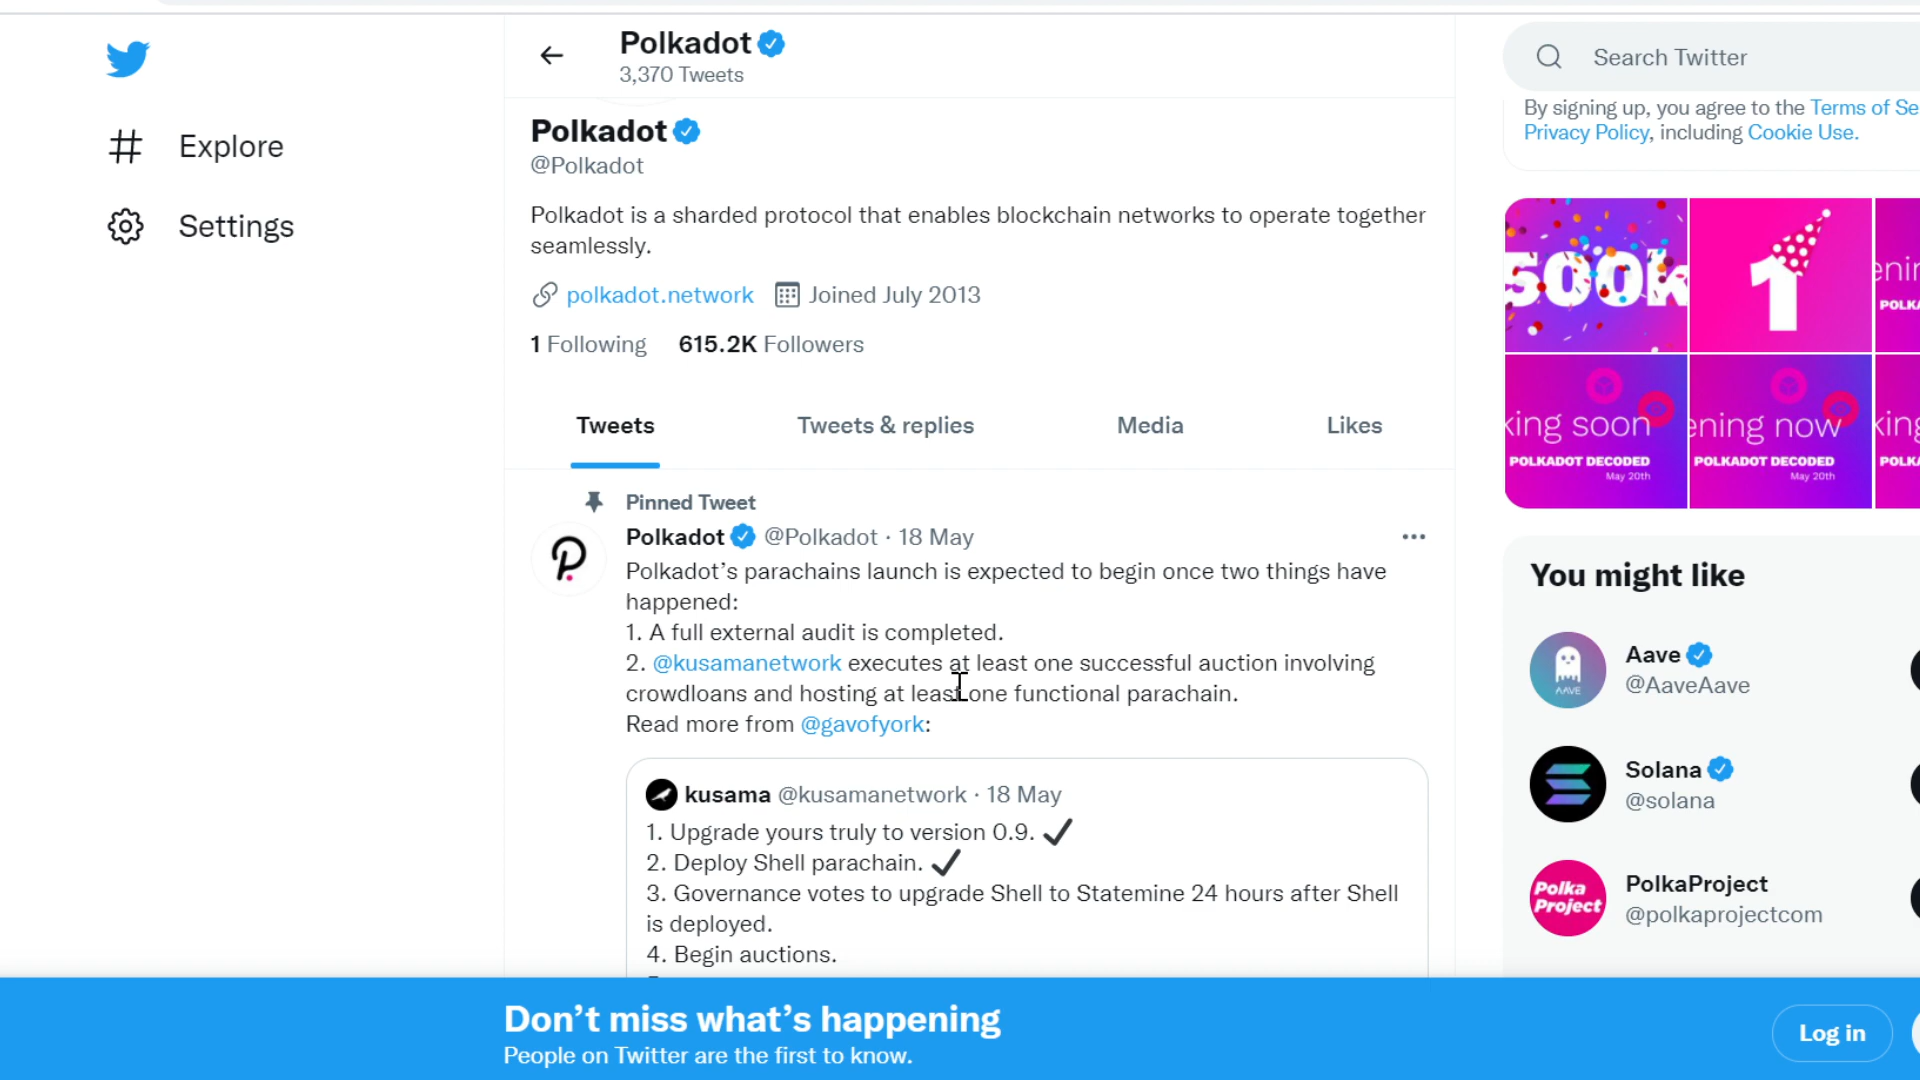 Polkadot
3,370 Tweets
Search Twitter
Explore
Settings
Polkadot
@Polkadot
Polkadot is a sharded protocol that enables blockchain networks to operate together
seamlessly.
polkadot.network Joined July 2013
1 Following 615.2K Followers
Tweets Tweets & replies Media Likes
Pinned Tweet
Polkadot @Polkadot · 18 May
Polkadot’s parachains launch is expected to begin once two things have
happened:
1. A full external audit is completed.
2. @kusamanetwork executes at least one successful auction involving
crowdloans and hosting at least one functional parachain.
Read more from @gavofyork:
kusama @kusamanetwork · 18 May
1. Upgrade yours truly to version 0.9. ✔
2. Deploy Shell parachain. ✔
3. Governance votes to upgrade Shell to Statemine 24 hours after Shell
is deployed.
4. Begin auctions.
By signing up, you agree to the Terms of Se
Privacy Policy, including Cookie Use.
500k
1
enin
POLKA
king soon
POLKADOT DECODED
May 20th
ening now
POLKADOT DECODED
May 20th
king
POLKA
You might like
AAVE
Aave
@AaveAave
Solana
@solana
Polka
Project
PolkaProject
@polkaprojectcom
Don’t miss what’s happening
People on Twitter are the first to know.
Log in